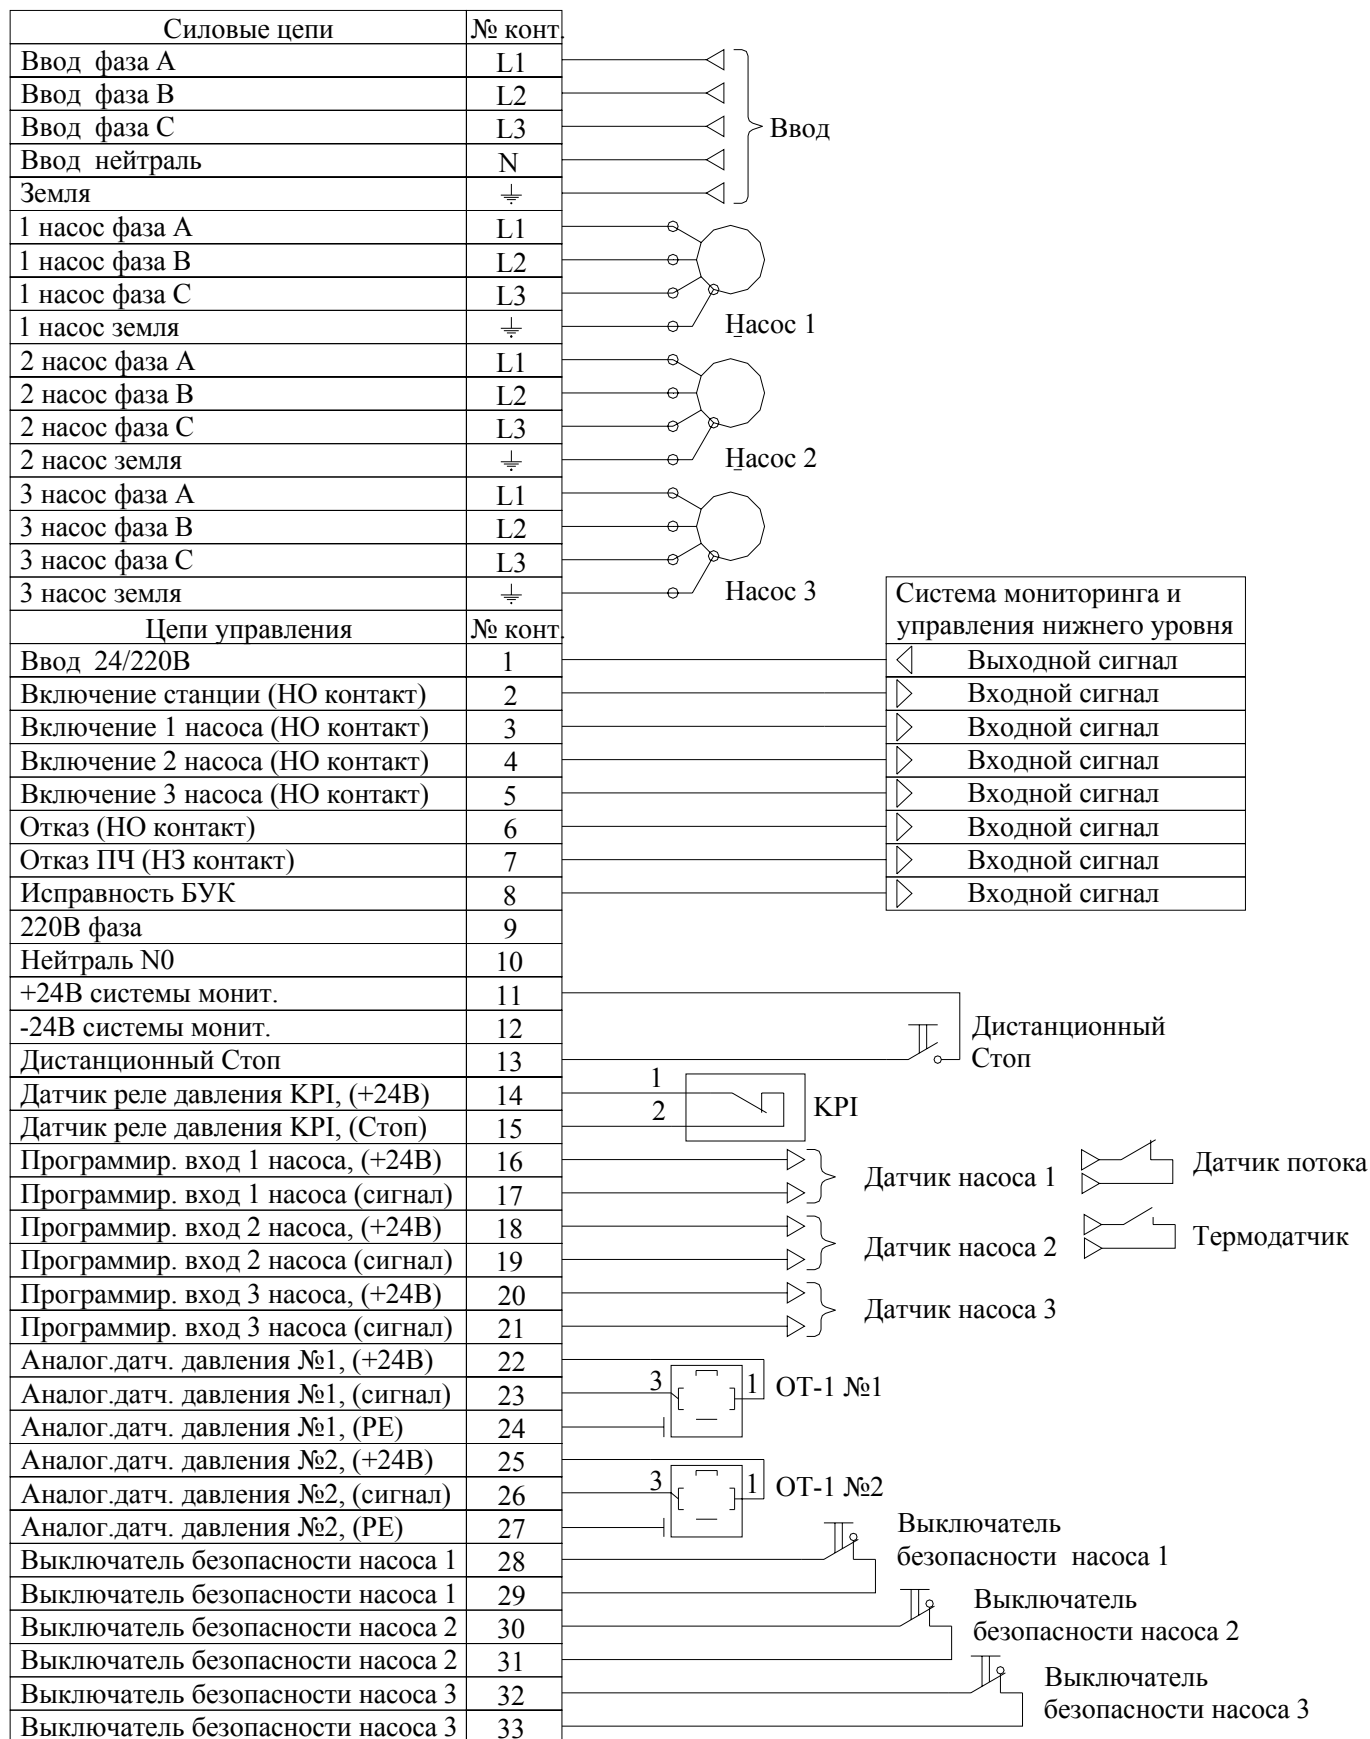 Силовые цепи № конт.
Ввод фаза А L1
Ввод фаза В L2
Ввод фаза С L3
Ввод
Ввод нейтраль N
Земля
1 насос фаза А L1
1 насос фаза В L2
1 насос фаза С L3
1 насос земля
Насос 1
2 насос фаза А L1
2 насос фаза В L2
2 насос фаза С L3
2 насос земля
Насос 2
3 насос фаза А L1
3 насос фаза В L2
3 насос фаза С L3
3 насос земля
Насос 3
Система мониторинга и
управления нижнего уровня
Цепи управления № конт.
Ввод 24/220В 1 Выходной сигнал
Включение станции (НО контакт) 2 Входной сигнал
Включение 1 насоса (НО контакт) 3 Входной сигнал
Включение 2 насоса (НО контакт) 4 Входной сигнал
Включение 3 насоса (НО контакт) 5 Входной сигнал
Отказ (НО контакт) 6 Входной сигнал
Отказ ПЧ (НЗ контакт) 7 Входной сигнал
Исправность БУК 8 Входной сигнал
220В фаза 9
Нейтраль N0 10
+24В системы монит. 11
-24В системы монит. 12
Дистанционный Стоп 13
Дистанционный
Стоп
Датчик реле давления KPI, (+24В) 14 1
Датчик реле давления KPI, (Стоп) 15 2
KPI
Программир. вход 1 насоса, (+24В) 16
Программир. вход 1 насоса (сигнал) 17
Датчик насоса 1
Датчик потока
Программир. вход 2 насоса, (+24В) 18
Программир. вход 2 насоса (сигнал) 19
Датчик насоса 2
Термодатчик
Программир. вход 3 насоса, (+24В) 20
Программир. вход 3 насоса (сигнал) 21
Датчик насоса 3
Аналог.датч. давления №1, (+24В) 22
Аналог.датч. давления №1, (сигнал) 23 3 1 ОТ-1 №1
Аналог.датч. давления №1, (РЕ) 24
Аналог.датч. давления №2, (+24В) 25
Аналог.датч. давления №2, (сигнал) 26 3 1 ОТ-1 №2
Аналог.датч. давления №2, (РЕ) 27
Выключатель безопасности насоса 1 28
Выключатель безопасности насоса 1 29
Выключатель
безопасности насоса 1
Выключатель безопасности насоса 2 30
Выключатель безопасности насоса 2 31
Выключатель
безопасности насоса 2
Выключатель безопасности насоса 3 32
Выключатель безопасности насоса 3 33
Выключатель
безопасности насоса 3